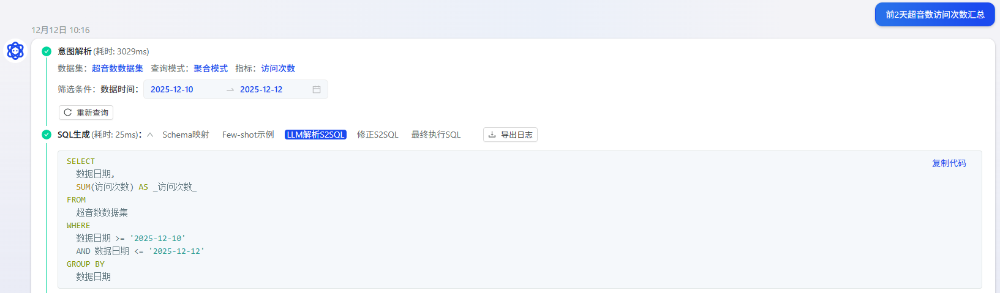 前2天超音数访问次数汇总
12月12日 10:16
意图解析(耗时: 3029ms)
数据集：超音数数据集 查询模式：聚合模式 指标：访问次数
筛选条件：数据时间：2025-12-10 → 2025-12-12
重新查询
SQL生成(耗时: 25ms)： Schema映射 Few-shot示例 LLM解析S2SQL 修正S2SQL 最终执行SQL 导出日志
复制代码
SELECT
数据日期,
SUM(访问次数) AS _访问次数_
FROM
超音数数据集
WHERE
数据日期 >= '2025-12-10'
AND 数据日期 <= '2025-12-12'
GROUP BY
数据日期